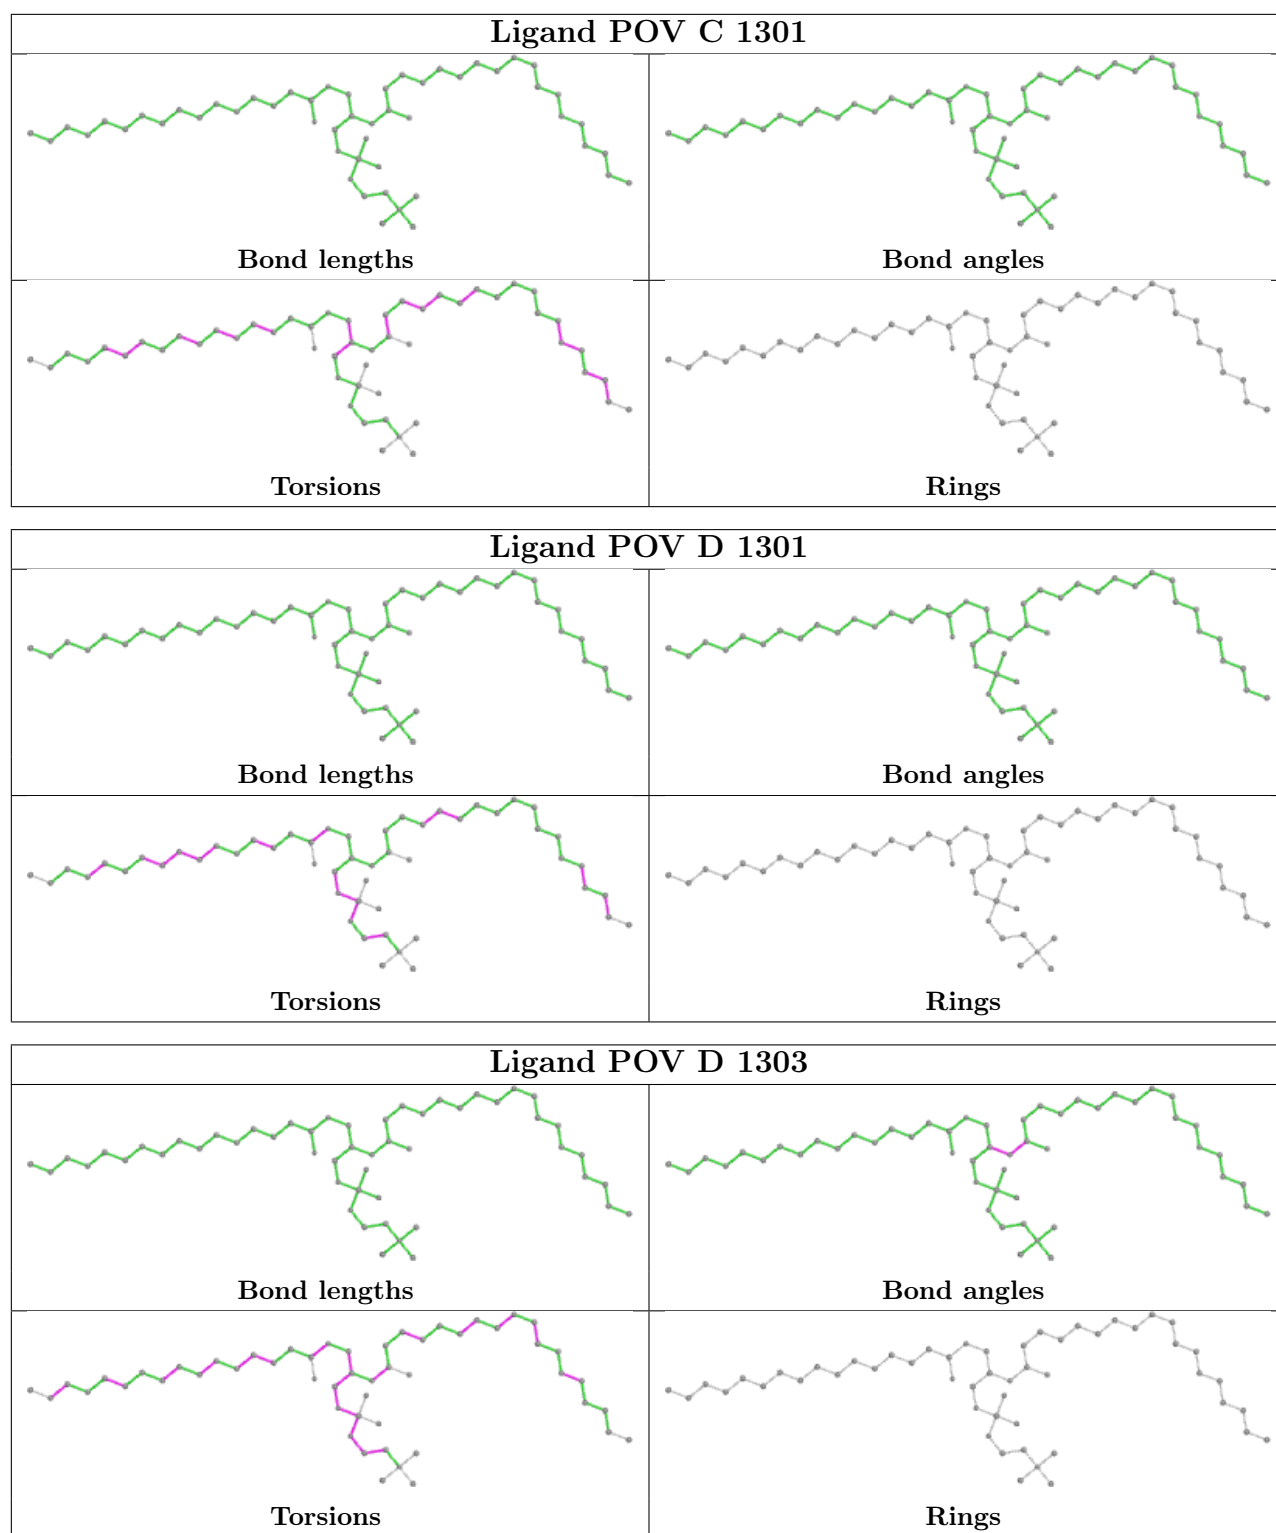 Ligand POV C 1301
Bond lengths
Bond angles
Torsions
Rings
Ligand POV D 1301
Bond lengths
Bond angles
Torsions
Rings
Ligand POV D 1303
Bond lengths
Bond angles
Torsions
Rings